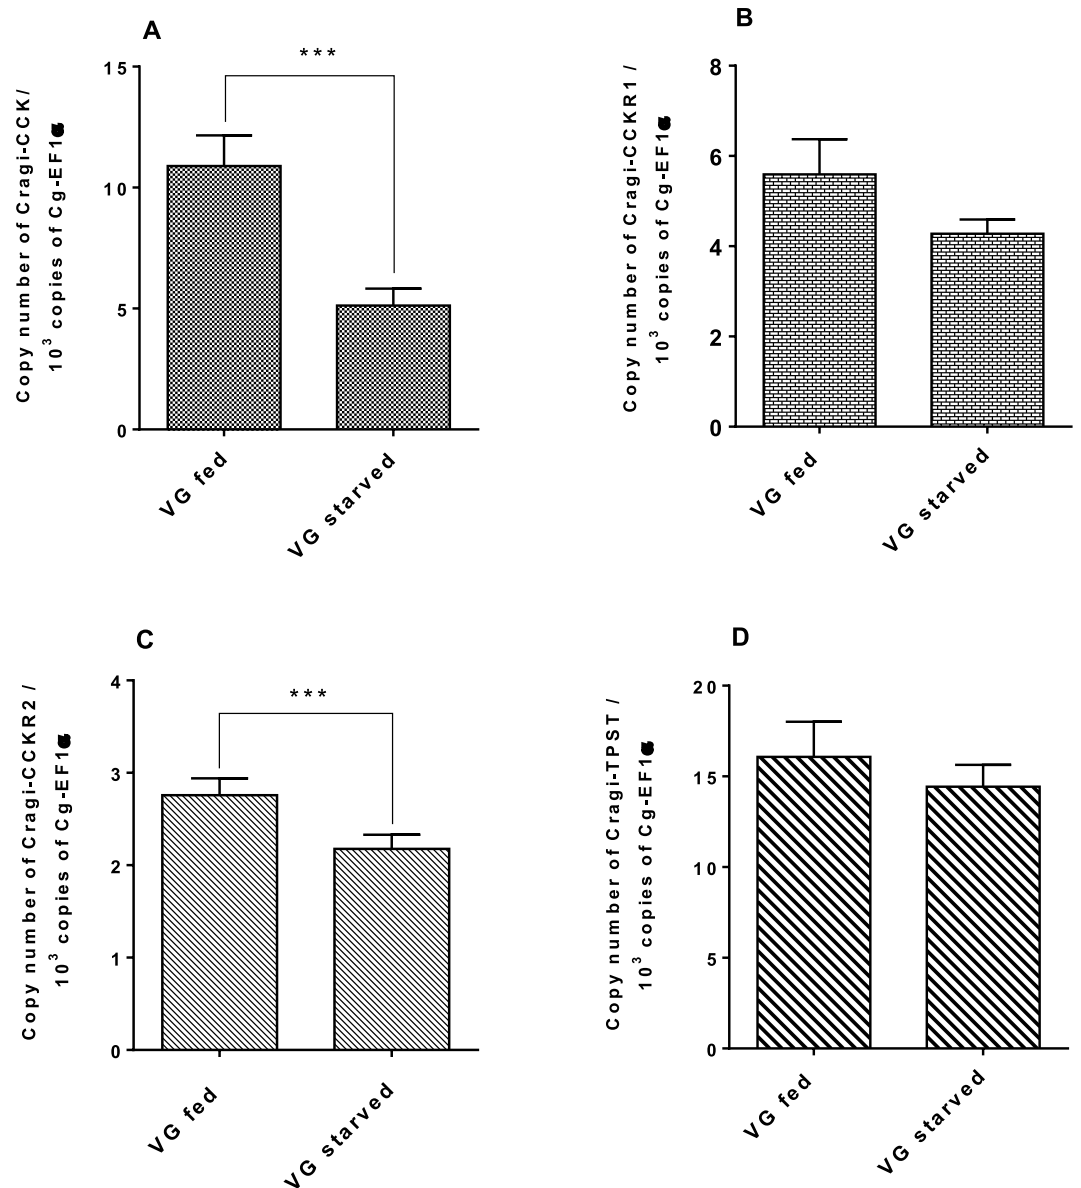 A
Copy number of Cragi-CCK/
10³ copies of Cg-EF1α
***
15
10
5
0
VG fed
VG starved
B
Copy number of Cragi-CCKR1 /
10³ copies of Cg-EF1α
8
6
4
2
0
VG fed
VG starved
C
Copy number of Cragi-CCKR2 /
10³ copies of Cg-EF1α
***
4
3
2
1
0
VG fed
VG starved
D
Copy number of Cragi-TPST /
10³ copies of Cg-EF1α
20
15
10
5
0
VG fed
VG starved